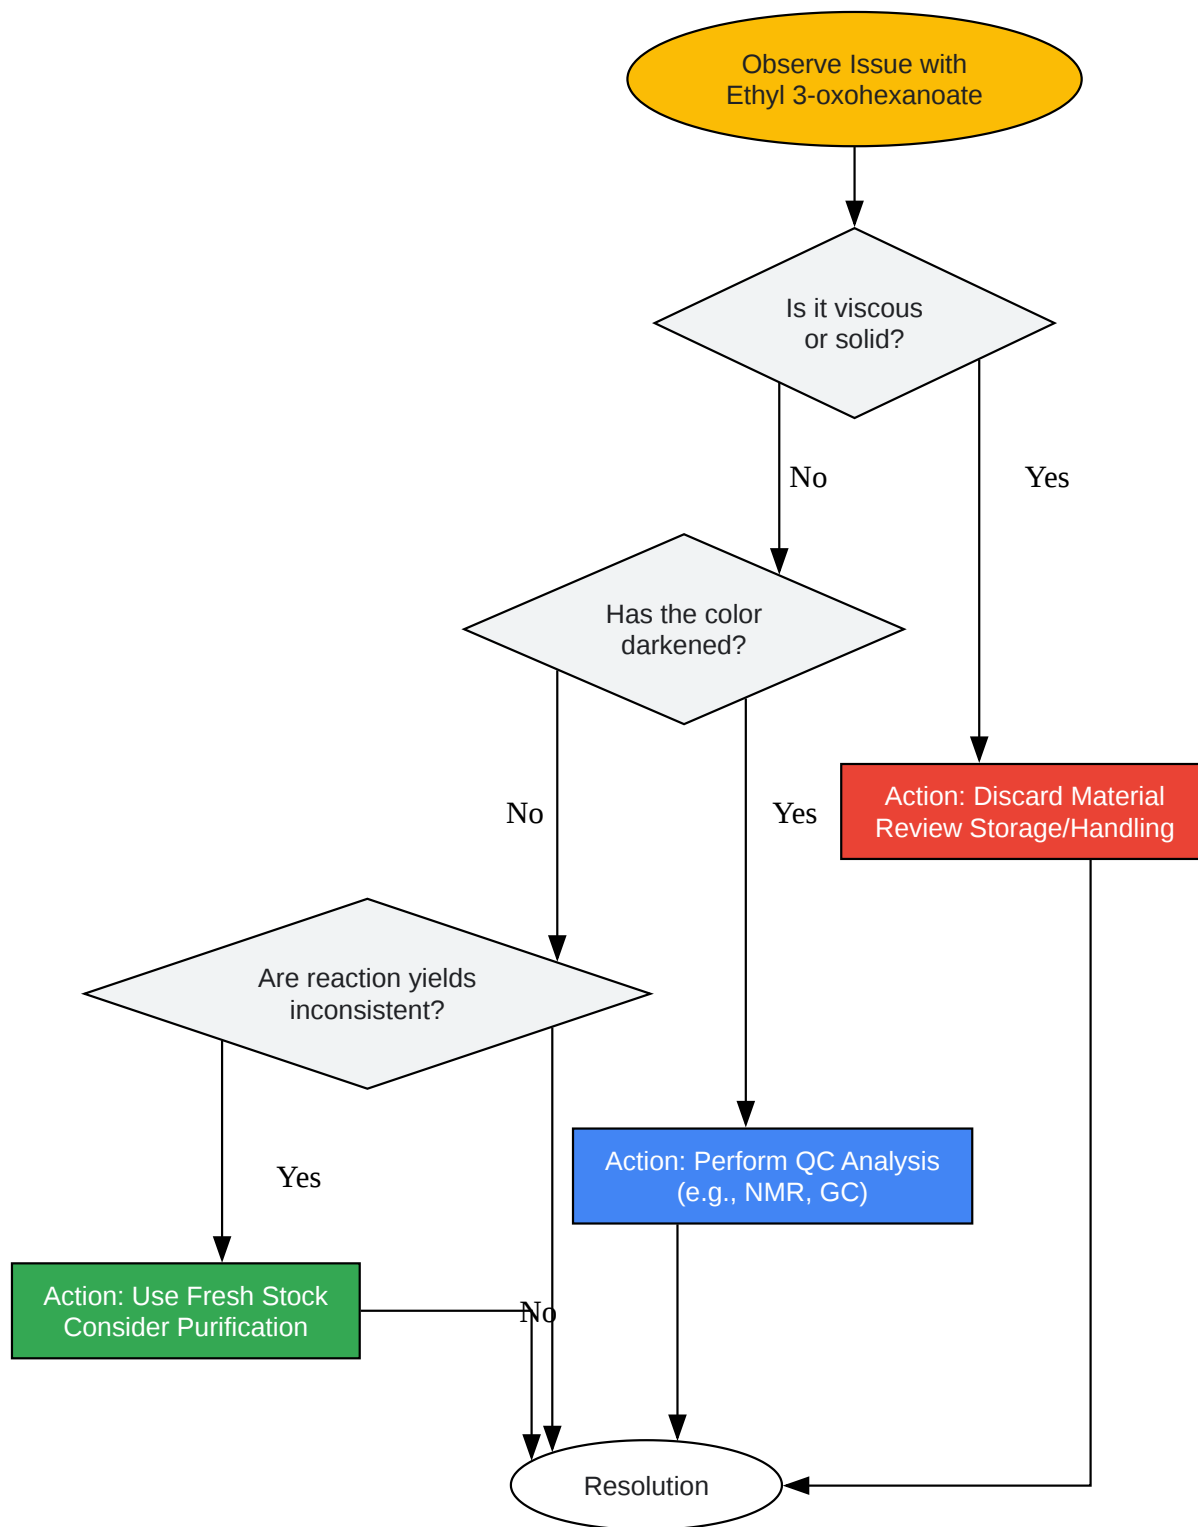 Observe Issue with
Ethyl 3-oxohexanoate
Is it viscous
or solid?
No
Yes
Has the color
darkened?
Action: Discard Material
Review Storage/Handling
No
Yes
Are reaction yields
inconsistent?
Action: Perform QC Analysis
(e.g., NMR, GC)
Yes
Action: Use Fresh Stock
Consider Purification
No
Resolution